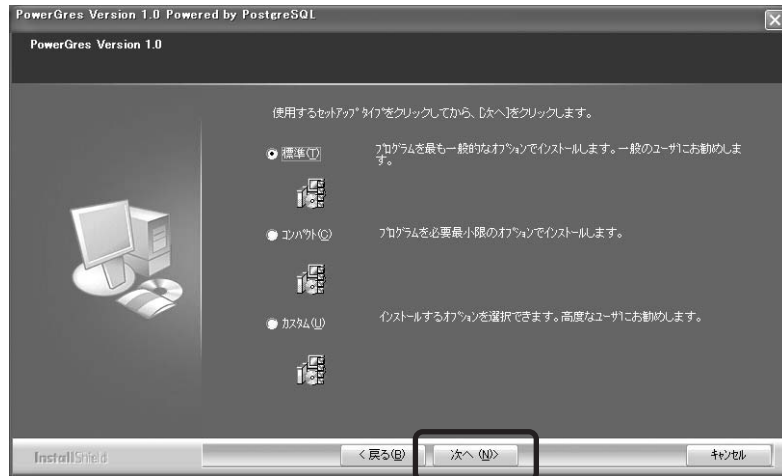 PowerGres Version 1.0 Powered by PostgreSQL
PowerGres Version 1.0
使用するセットアップ タイプをクリックしてから、[次へ]をクリックします。
標準(T)
プログラムを最も一般的なオプションでインストールします。一般のユーザにお勧めしま
す。
コンパクト(C)
プログラムを必要最小限のオプションでインストールします。
カスタム(U)
インストールするオプションを選択できます。高度なユーザにお勧めします。
InstallShield
< 戻る(B)
次へ (N)>
キャンセル